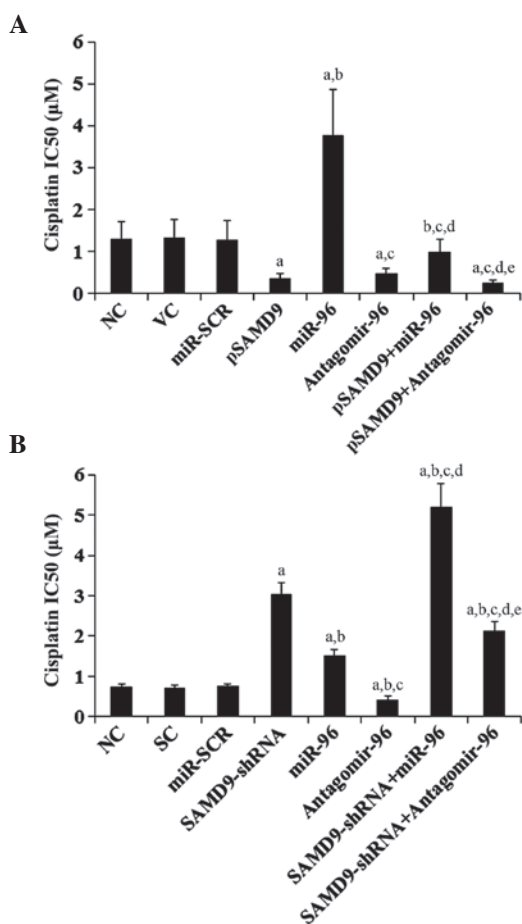 A
Cisplatin IC50 (μM)
6
5
4
3
2
1
0
a
a,b
a,c
b,c,d
a,c,d,e
NC
VC
miR-SCR
pSAMD9
miR-96
Antagomir-96
pSAMD9+miR-96
pSAMD9+Antagomir-96
B
Cisplatin IC50 (μM)
6
5
4
3
2
1
0
a
a,b
a,b,c
a,b,c,d
a,b,c,d,e
NC
SC
miR-SCR
SAMD9-shRNA
miR-96
Antagomir-96
SAMD9-shRNA+miR-96
SAMD9-shRNA+Antagomir-96